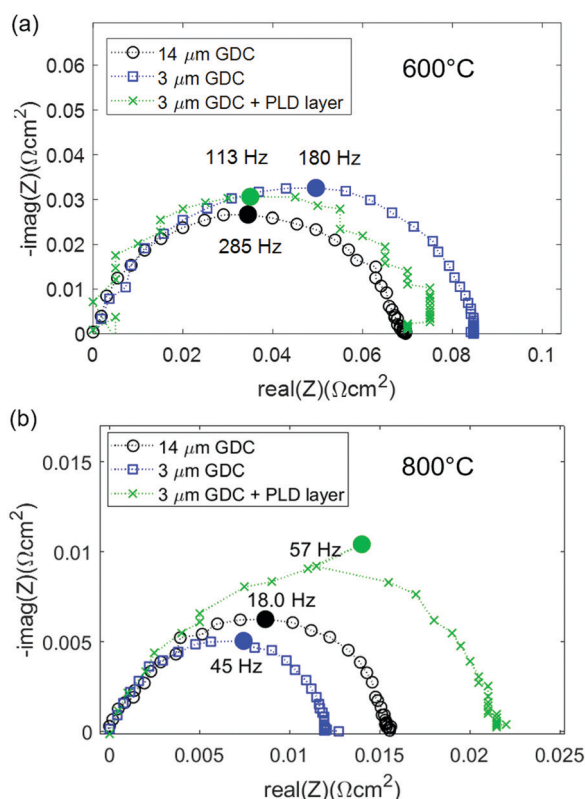 (a)
14 μm GDC
3 μm GDC
3 μm GDC + PLD layer
600°C
113 Hz
180 Hz
285 Hz
0.06
0.05
0.04
0.03
0.02
0.01
0
-imag(Z)(Ωcm²)
0
0.02
0.04
0.06
0.08
0.1
real(Z)(Ωcm²)
(b)
14 μm GDC
3 μm GDC
3 μm GDC + PLD layer
800°C
57 Hz
18.0 Hz
45 Hz
0.015
0.01
0.005
0
-imag(Z)(Ωcm²)
0
0.005
0.01
0.015
0.02
0.025
real(Z)(Ωcm²)